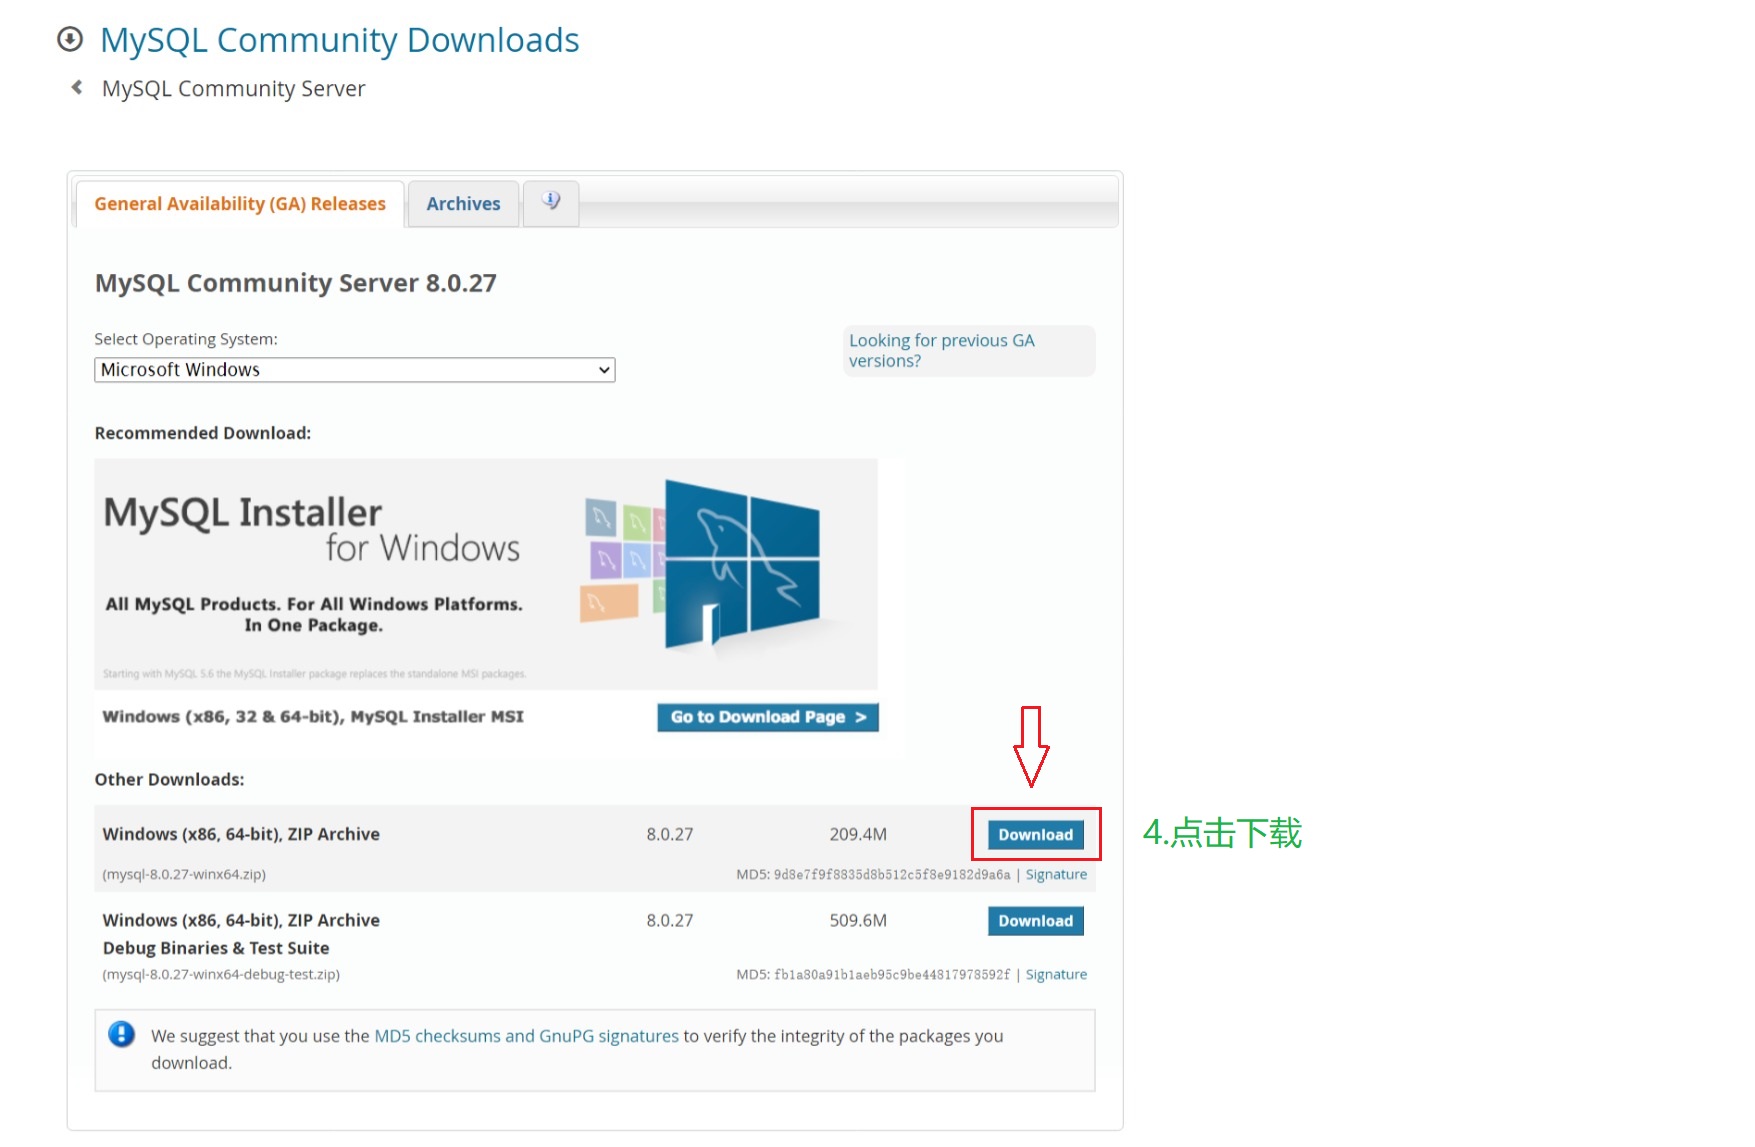 MySQL Community Downloads
MySQL Community Server
General Availability (GA) Releases
Archives
MySQL Community Server 8.0.27
Select Operating System:
Microsoft Windows
Looking for previous GA
versions?
Recommended Download:
MySQL Installer
for Windows
All MySQL Products. For All Windows Platforms.
In One Package.
Starting with MySQL 5.6 the MySQL Installer package replaces the standalone MSI packages.
Windows (x86, 32 & 64-bit), MySQL Installer MSI
Go to Download Page >
Other Downloads:
Windows (x86, 64-bit), ZIP Archive 8.0.27 209.4M Download
4.点击下载
(mysql-8.0.27-winx64.zip) MD5: 9d8e7f9f8835d8b512c5f8e9182d9a6a | Signature
Windows (x86, 64-bit), ZIP Archive 8.0.27 509.6M Download
Debug Binaries & Test Suite
(mysql-8.0.27-winx64-debug-test.zip) MD5: fb1a80a91b1aeb95c9be44817978592f | Signature
We suggest that you use the MD5 checksums and GnuPG signatures to verify the integrity of the packages you
download.